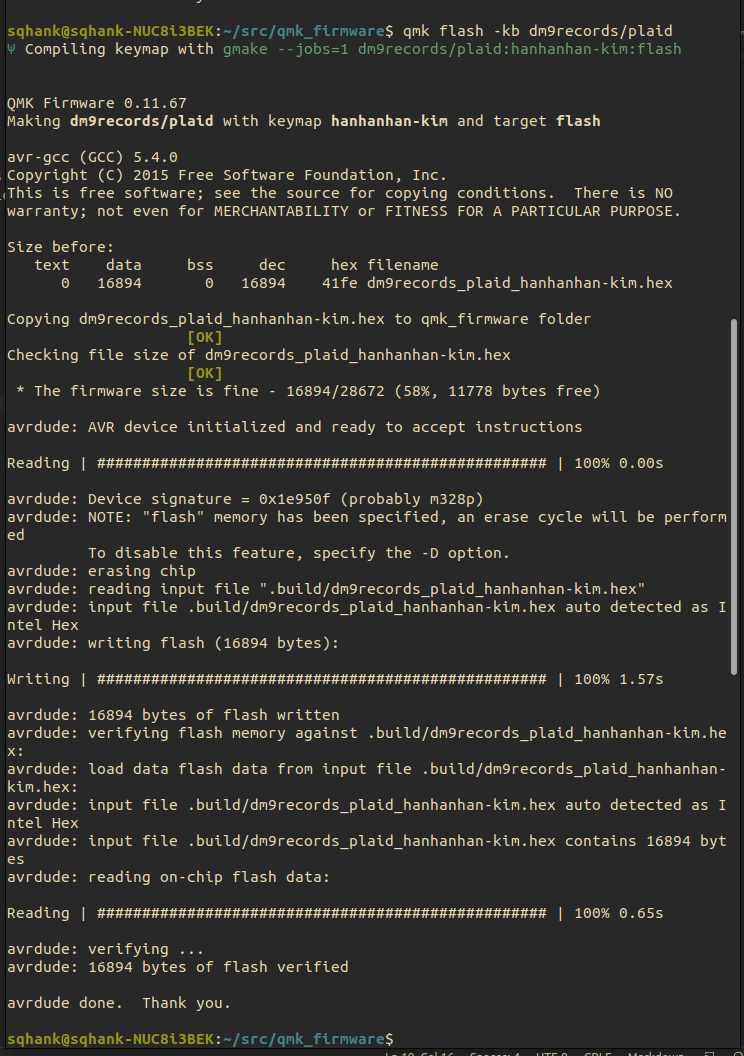 sqhank@sqhank-NUC8i3BEK:~/src/qmk_firmware$ qmk flash -kb dm9records/plaid
Ψ Compiling keymap with gmake --jobs=1 dm9records/plaid:hanhanhan-kim:flash
QMK Firmware 0.11.67
Making dm9records/plaid with keymap hanhanhan-kim and target flash
avr-gcc (GCC) 5.4.0
Copyright (C) 2015 Free Software Foundation, Inc.
This is free software; see the source for copying conditions.  There is NO
warranty; not even for MERCHANTABILITY or FITNESS FOR A PARTICULAR PURPOSE.
Size before:
   text    data     bss     dec     hex filename
      0   16894       0   16894    41fe dm9records_plaid_hanhanhan-kim.hex
Copying dm9records_plaid_hanhanhan-kim.hex to qmk_firmware folder
[OK]
Checking file size of dm9records_plaid_hanhanhan-kim.hex
[OK]
 * The firmware size is fine - 16894/28672 (58%, 11778 bytes free)
avrdude: AVR device initialized and ready to accept instructions
Reading | ################################################## | 100% 0.00s
avrdude: Device signature = 0x1e950f (probably m328p)
avrdude: NOTE: "flash" memory has been specified, an erase cycle will be perform
ed
         To disable this feature, specify the -D option.
avrdude: erasing chip
avrdude: reading input file ".build/dm9records_plaid_hanhanhan-kim.hex"
avrdude: input file .build/dm9records_plaid_hanhanhan-kim.hex auto detected as I
ntel Hex
avrdude: writing flash (16894 bytes):
Writing | ################################################## | 100% 1.57s
avrdude: 16894 bytes of flash written
avrdude: verifying flash memory against .build/dm9records_plaid_hanhanhan-kim.he
x:
avrdude: load data flash data from input file .build/dm9records_plaid_hanhanhan-
kim.hex:
avrdude: input file .build/dm9records_plaid_hanhanhan-kim.hex auto detected as I
ntel Hex
avrdude: input file .build/dm9records_plaid_hanhanhan-kim.hex contains 16894 byt
es
avrdude: reading on-chip flash data:
Reading | ################################################## | 100% 0.65s
avrdude: verifying ...
avrdude: 16894 bytes of flash verified
avrdude done.  Thank you.
sqhank@sqhank-NUC8i3BEK:~/src/qmk_firmware$